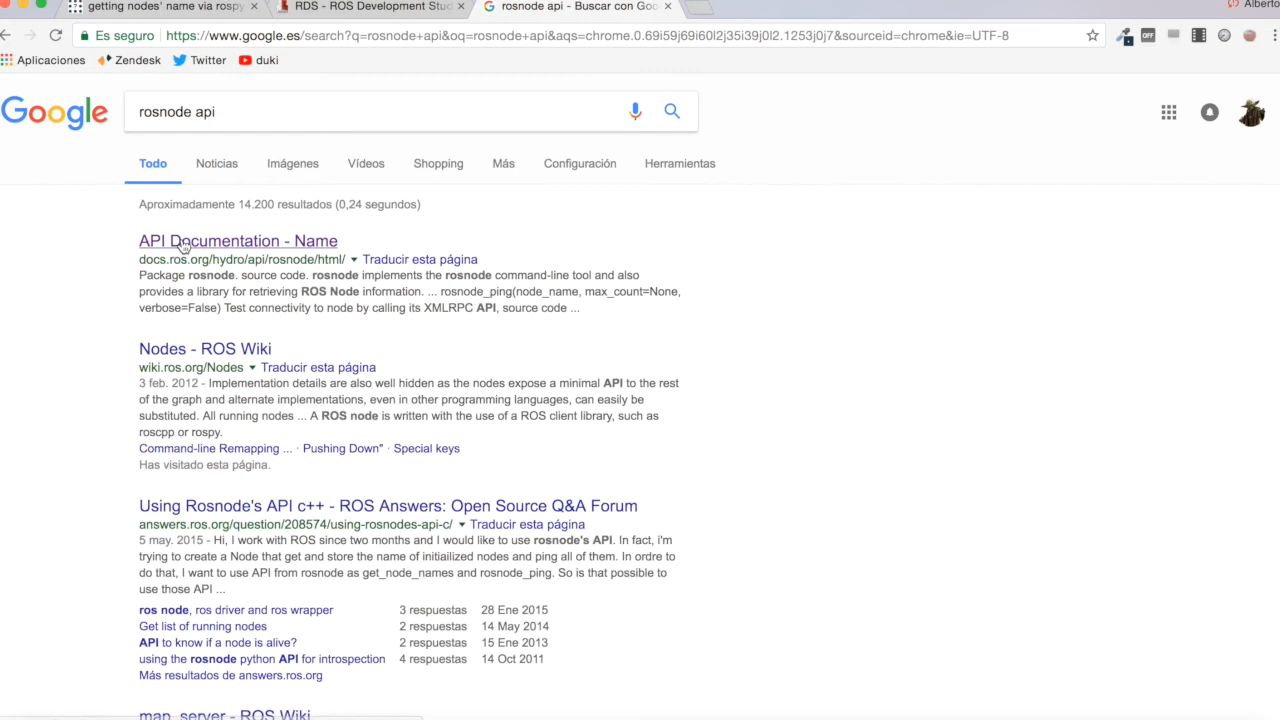 getting nodes' name via rospy × RDS - ROS Development Stud × rosnode api - Buscar con Goo × Alberto
Es seguro https://www.google.es/search?q=rosnode+api&oq=rosnode+api&aqs=chrome.0.69i59j69i60l2j35i39j0l2.1253j0j7&sourceid=chrome&ie=UTF-8 OFF
Aplicaciones Zendesk Twitter duki
Google rosnode api
Todo Noticias Imágenes Vídeos Shopping Más Configuración Herramientas
Aproximadamente 14.200 resultados (0,24 segundos)
API Documentation - Name
docs.ros.org/hydro/api/rosnode/html/ Traducir esta página
Package rosnode. source code. rosnode implements the rosnode command-line tool and also
provides a library for retrieving ROS Node information. ... rosnode_ping(node_name, max_count=None,
verbose=False) Test connectivity to node by calling its XMLRPC API, source code ...
Nodes - ROS Wiki
wiki.ros.org/Nodes Traducir esta página
3 feb. 2012 - Implementation details are also well hidden as the nodes expose a minimal API to the rest
of the graph and alternate implementations, even in other programming languages, can easily be
substituted. All running nodes ... A ROS node is written with the use of a ROS client library, such as
roscpp or rospy.
Command-line Remapping ... · Pushing Down" · Special keys
Has visitado esta página.
Using Rosnode's API c++ - ROS Answers: Open Source Q&A Forum
answers.ros.org/question/208574/using-rosnodes-api-c/ Traducir esta página
5 may. 2015 - Hi, I work with ROS since two months and I would like to use rosnode's API. In fact, i'm
trying to create a Node that get and store the name of initiailized nodes and ping all of them. In ordre to
do that, I want to use API from rosnode as get_node_names and rosnode_ping. So is that possible to
use those API ...
ros node, ros driver and ros wrapper 3 respuestas 28 Ene 2015
Get list of running nodes 2 respuestas 14 May 2014
API to know if a node is alive? 2 respuestas 15 Ene 2013
using the rosnode python API for introspection 4 respuestas 14 Oct 2011
Más resultados de answers.ros.org
map_server - ROS Wiki